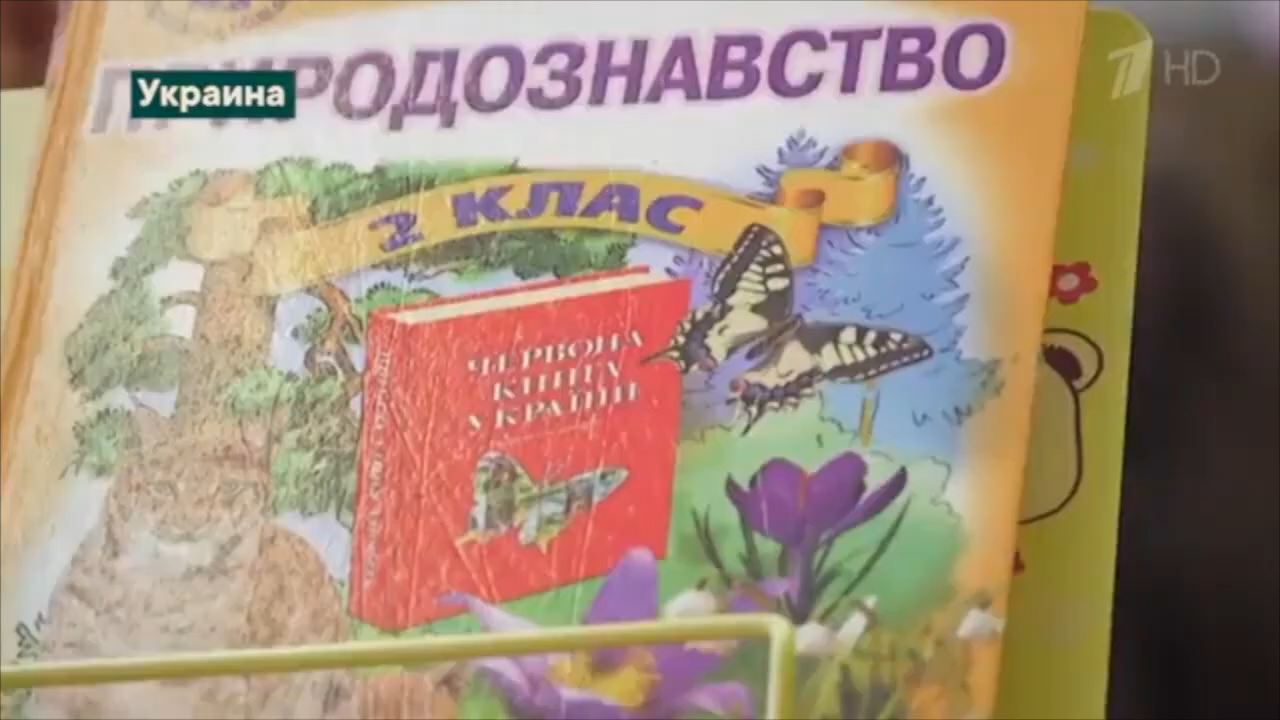 ПРИРОДОЗНАВСТВО
Украина
HD
2 КЛАС
ЧЕРВОНА
КНИГА
УКРАЇНИ